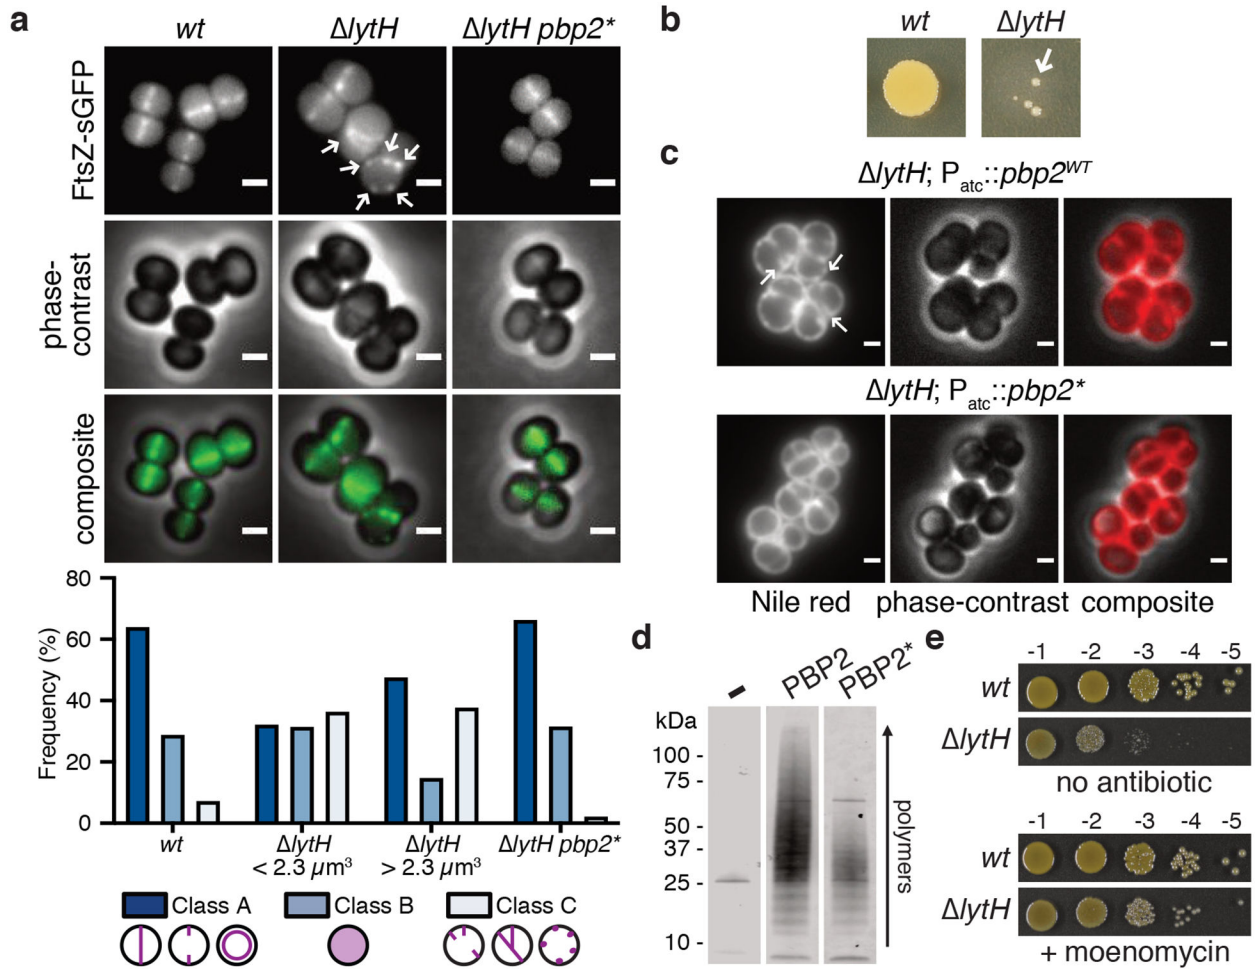 a
wt
ΔlytH
ΔlytH pbp2*
FtsZ-sGFP
phase-
contrast
composite
80
60
40
20
0
Frequency (%)
wt
ΔlytH
< 2.3 µm³
ΔlytH
> 2.3 µm³
ΔlytH pbp2*
Class A
Class B
Class C
b
wt
ΔlytH
c
ΔlytH; Patc::pbp2WT
ΔlytH; Patc::pbp2*
Nile red
phase-contrast
composite
d
-
PBP2
PBP2*
kDa
100 -
75 -
50 -
37 -
25 -
10 -
polymers
e
-1 -2 -3 -4 -5
wt
ΔlytH
no antibiotic
-1 -2 -3 -4 -5
wt
ΔlytH
+ moenomycin